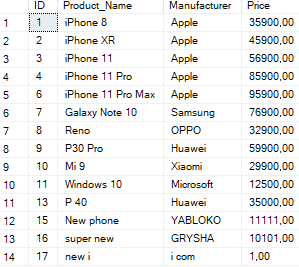 ID Product_Name Manufacturer Price
1 1 iPhone 8 Apple 35900,00
2 2 iPhone XR Apple 45900,00
3 3 iPhone 11 Apple 56900,00
4 4 iPhone 11 Pro Apple 85900,00
5 6 iPhone 11 Pro Max Apple 95900,00
6 7 Galaxy Note 10 Samsung 76900,00
7 8 Reno OPPO 32900,00
8 9 P30 Pro Huawei 59900,00
9 10 Mi 9 Xiaomi 29900,00
10 11 Windows 10 Microsoft 12500,00
11 13 P 40 Huawei 35000,00
12 15 New phone YABLOKO 11111,00
13 16 super new GRYSHA 10101,00
14 17 new i i com 1,00